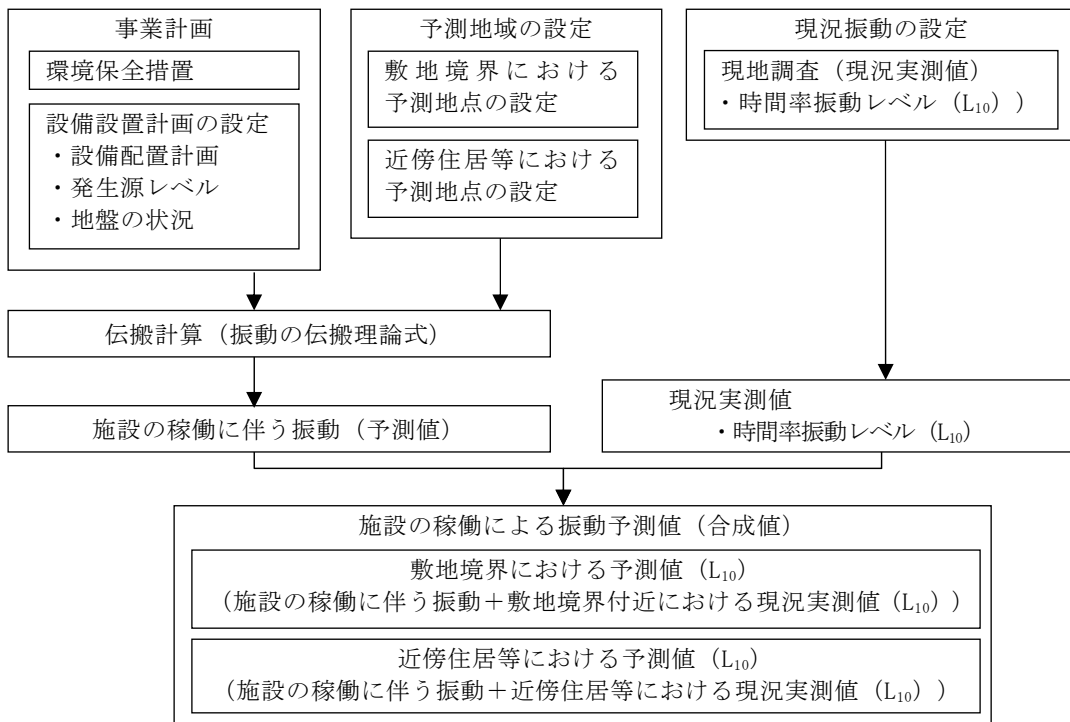 事業計画
環境保全措置
設備設置計画の設定
・設備配置計画
・発生源レベル
・地盤の状況
予測地域の設定
敷地境界における
予測地点の設定
近傍住居等における
予測地点の設定
現況振動の設定
現地調査（現況実測値）
・時間率振動レベル（L₁₀））
伝搬計算（振動の伝搬理論式）
施設の稼働に伴う振動（予測値）
現況実測値
・時間率振動レベル（L₁₀）
施設の稼働による振動予測値（合成値）
敷地境界における予測値（L₁₀）
（施設の稼働に伴う振動＋敷地境界付近における現況実測値（L₁₀））
近傍住居等における予測値（L₁₀）
（施設の稼働に伴う振動＋近傍住居等における現況実測値（L₁₀））